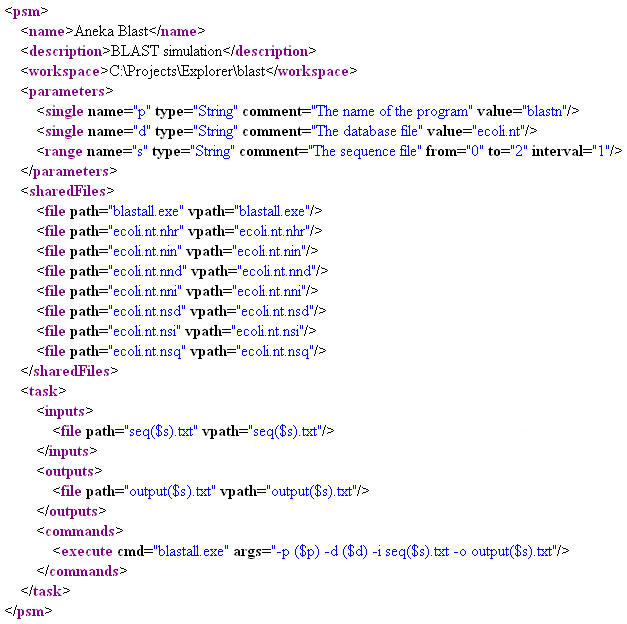 <psm>
<name>Aneka Blast</name>
<description>BLAST simulation</description>
<workspace>C:\Projects\Explorer\blast</workspace>
<parameters>
<single name="p" type="String" comment="The name of the program" value="blastn"/>
<single name="d" type="String" comment="The database file" value="ecoli.nt"/>
<range name="s" type="String" comment="The sequence file" from="0" to="2" interval="1"/>
</parameters>
<sharedFiles>
<file path="blastall.exe" vpath="blastall.exe"/>
<file path="ecoli.nt.nhr" vpath="ecoli.nt.nhr"/>
<file path="ecoli.nt.nin" vpath="ecoli.nt.nin"/>
<file path="ecoli.nt.nnd" vpath="ecoli.nt.nnd"/>
<file path="ecoli.nt.nni" vpath="ecoli.nt.nni"/>
<file path="ecoli.nt.nsd" vpath="ecoli.nt.nsd"/>
<file path="ecoli.nt.nsi" vpath="ecoli.nt.nsi"/>
<file path="ecoli.nt.nsq" vpath="ecoli.nt.nsq"/>
</sharedFiles>
<task>
<inputs>
<file path="seq($s).txt" vpath="seq($s).txt"/>
</inputs>
<outputs>
<file path="output($s).txt" vpath="output($s).txt"/>
</outputs>
<commands>
<execute cmd="blastall.exe" args="-p ($p) -d ($d) -i seq($s).txt -o output($s).txt"/>
</commands>
</task>
</psm>